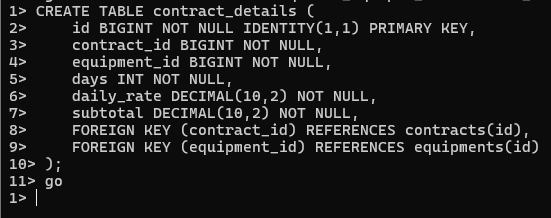 1> CREATE TABLE contract_details (
2>     id BIGINT NOT NULL IDENTITY(1,1) PRIMARY KEY,
3>     contract_id BIGINT NOT NULL,
4>     equipment_id BIGINT NOT NULL,
5>     days INT NOT NULL,
6>     daily_rate DECIMAL(10,2) NOT NULL,
7>     subtotal DECIMAL(10,2) NOT NULL,
8>     FOREIGN KEY (contract_id) REFERENCES contracts(id),
9>     FOREIGN KEY (equipment_id) REFERENCES equipments(id)
10> );
11> go
1>